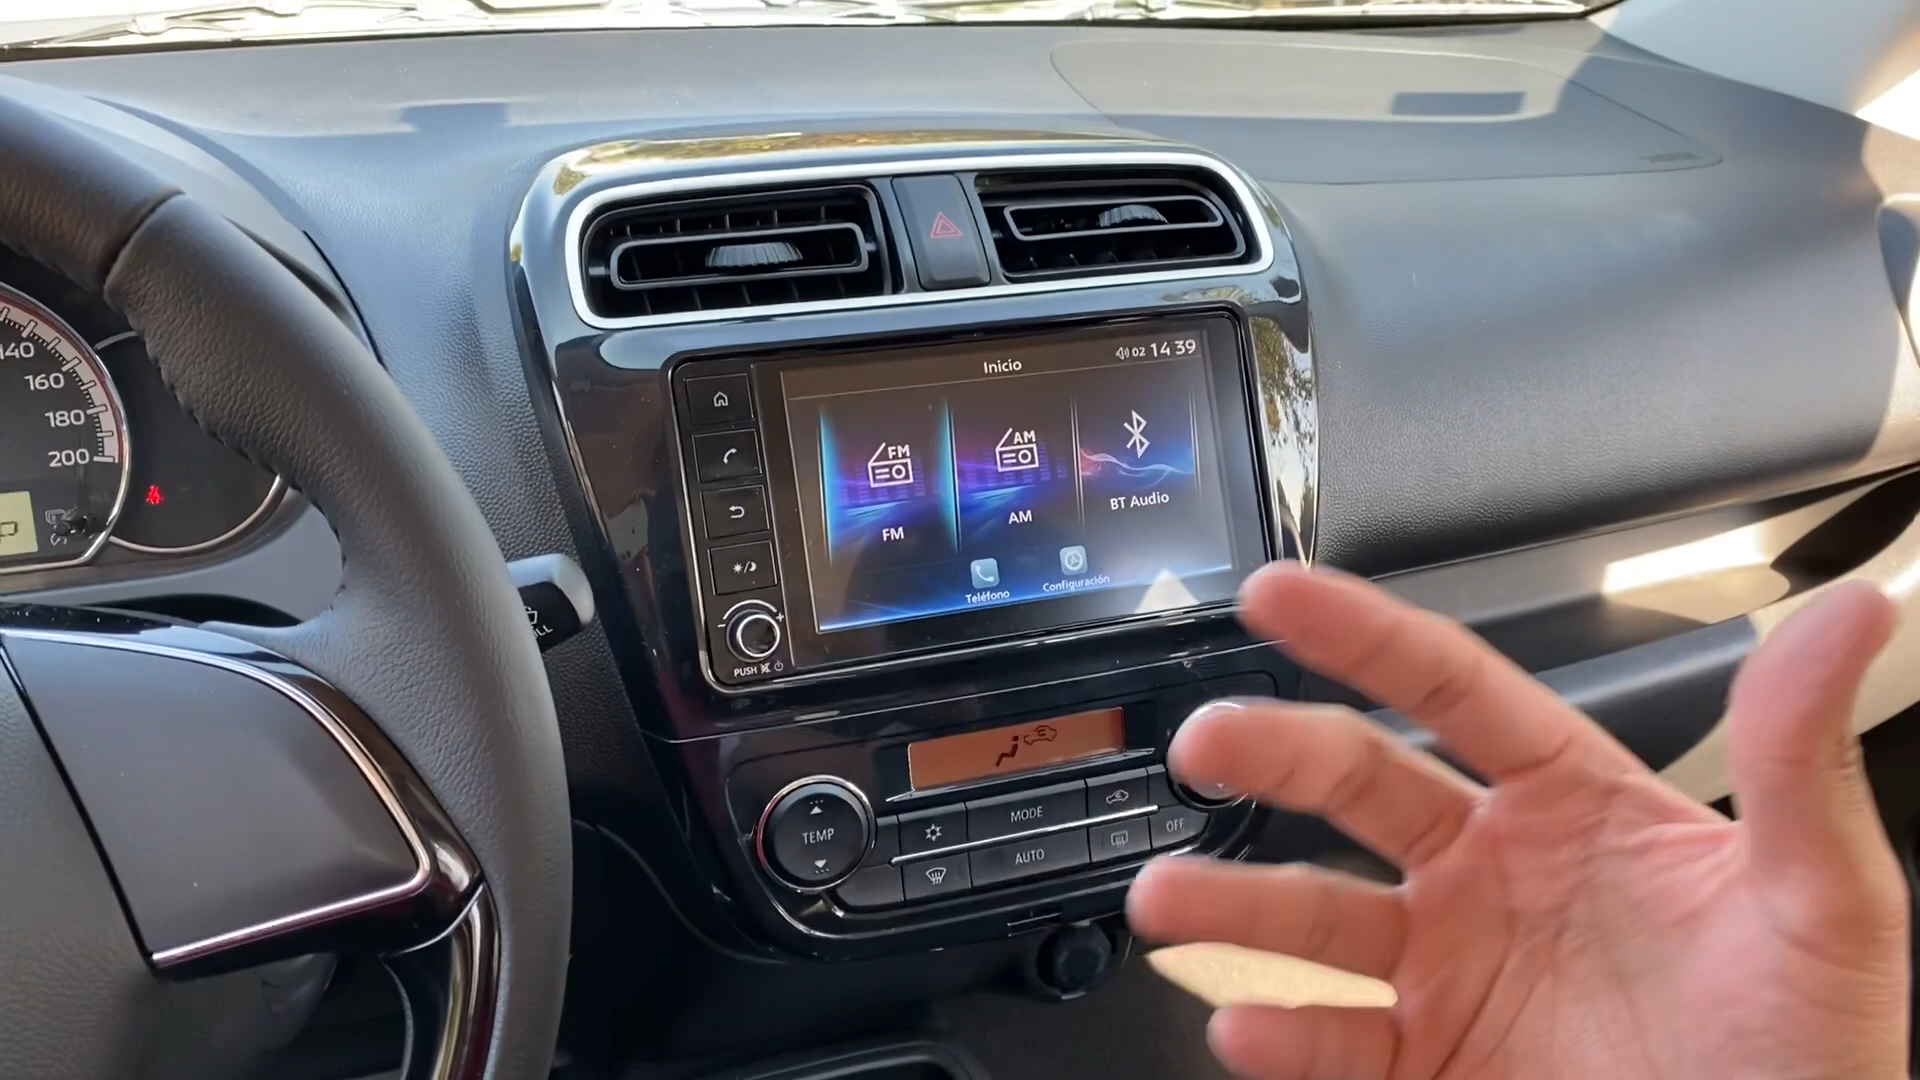 140
160
180
200
Inicio
02 14 39
FM
AM
FM
AM
BT Audio
Teléfono
Configuración
PUSH
TEMP
MODE
AUTO
OFF